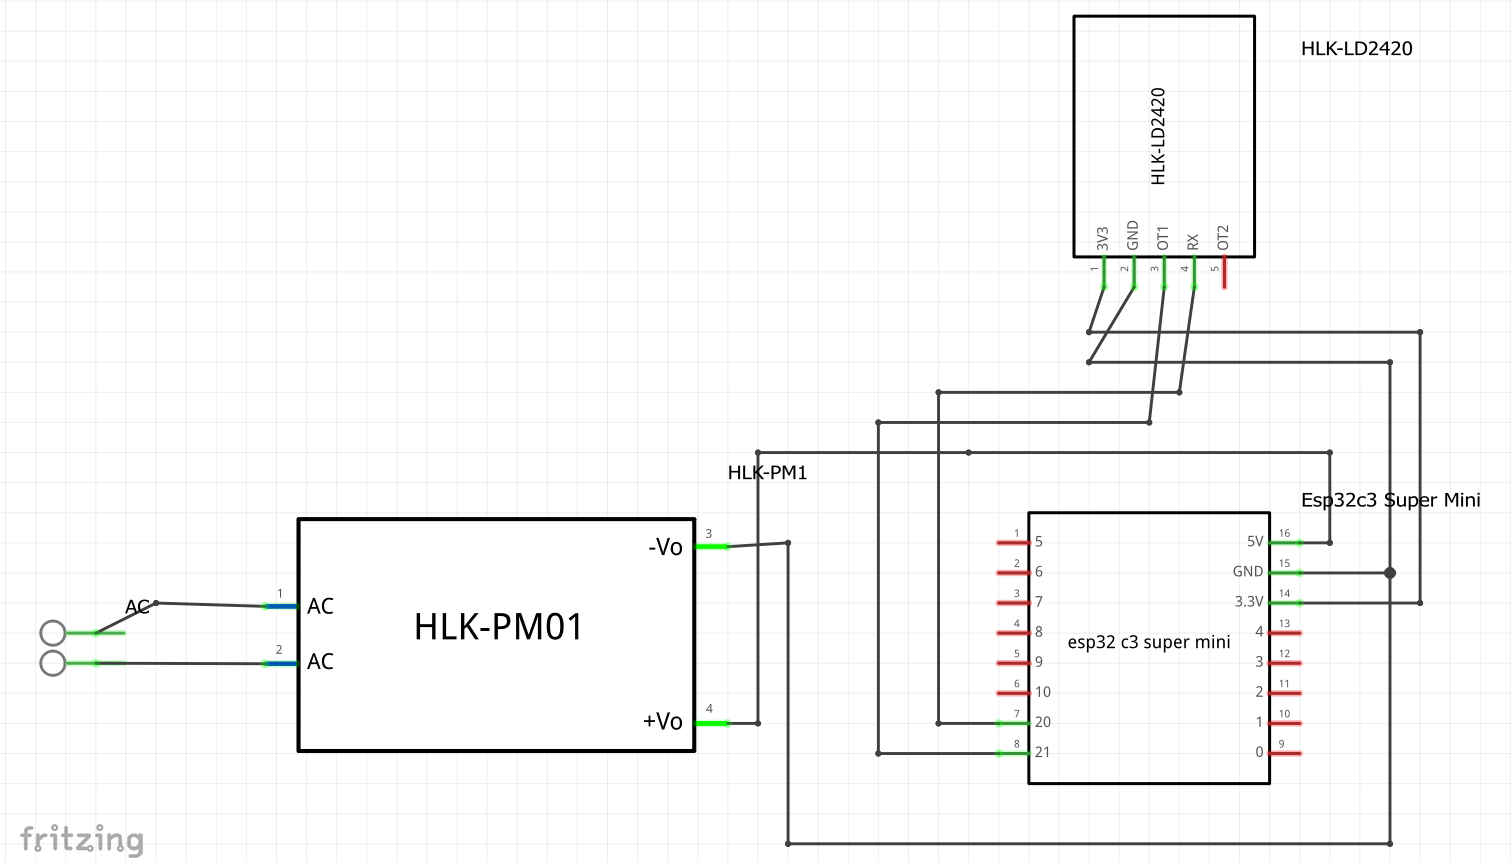 HLK-LD2420
HLK-LD2420
3V3
GND
OT1
RX
OT2
1
2
3
4
5
HLK-PM1
Esp32c3 Super Mini
HLK-PM01
-Vo
3
+Vo
4
AC
1
AC
2
AC
esp32 c3 super mini
1
5
2
6
3
7
4
8
5
9
6
10
7
20
8
21
5V
16
GND
15
3.3V
14
4
13
3
12
2
11
1
10
0
9
fritzing